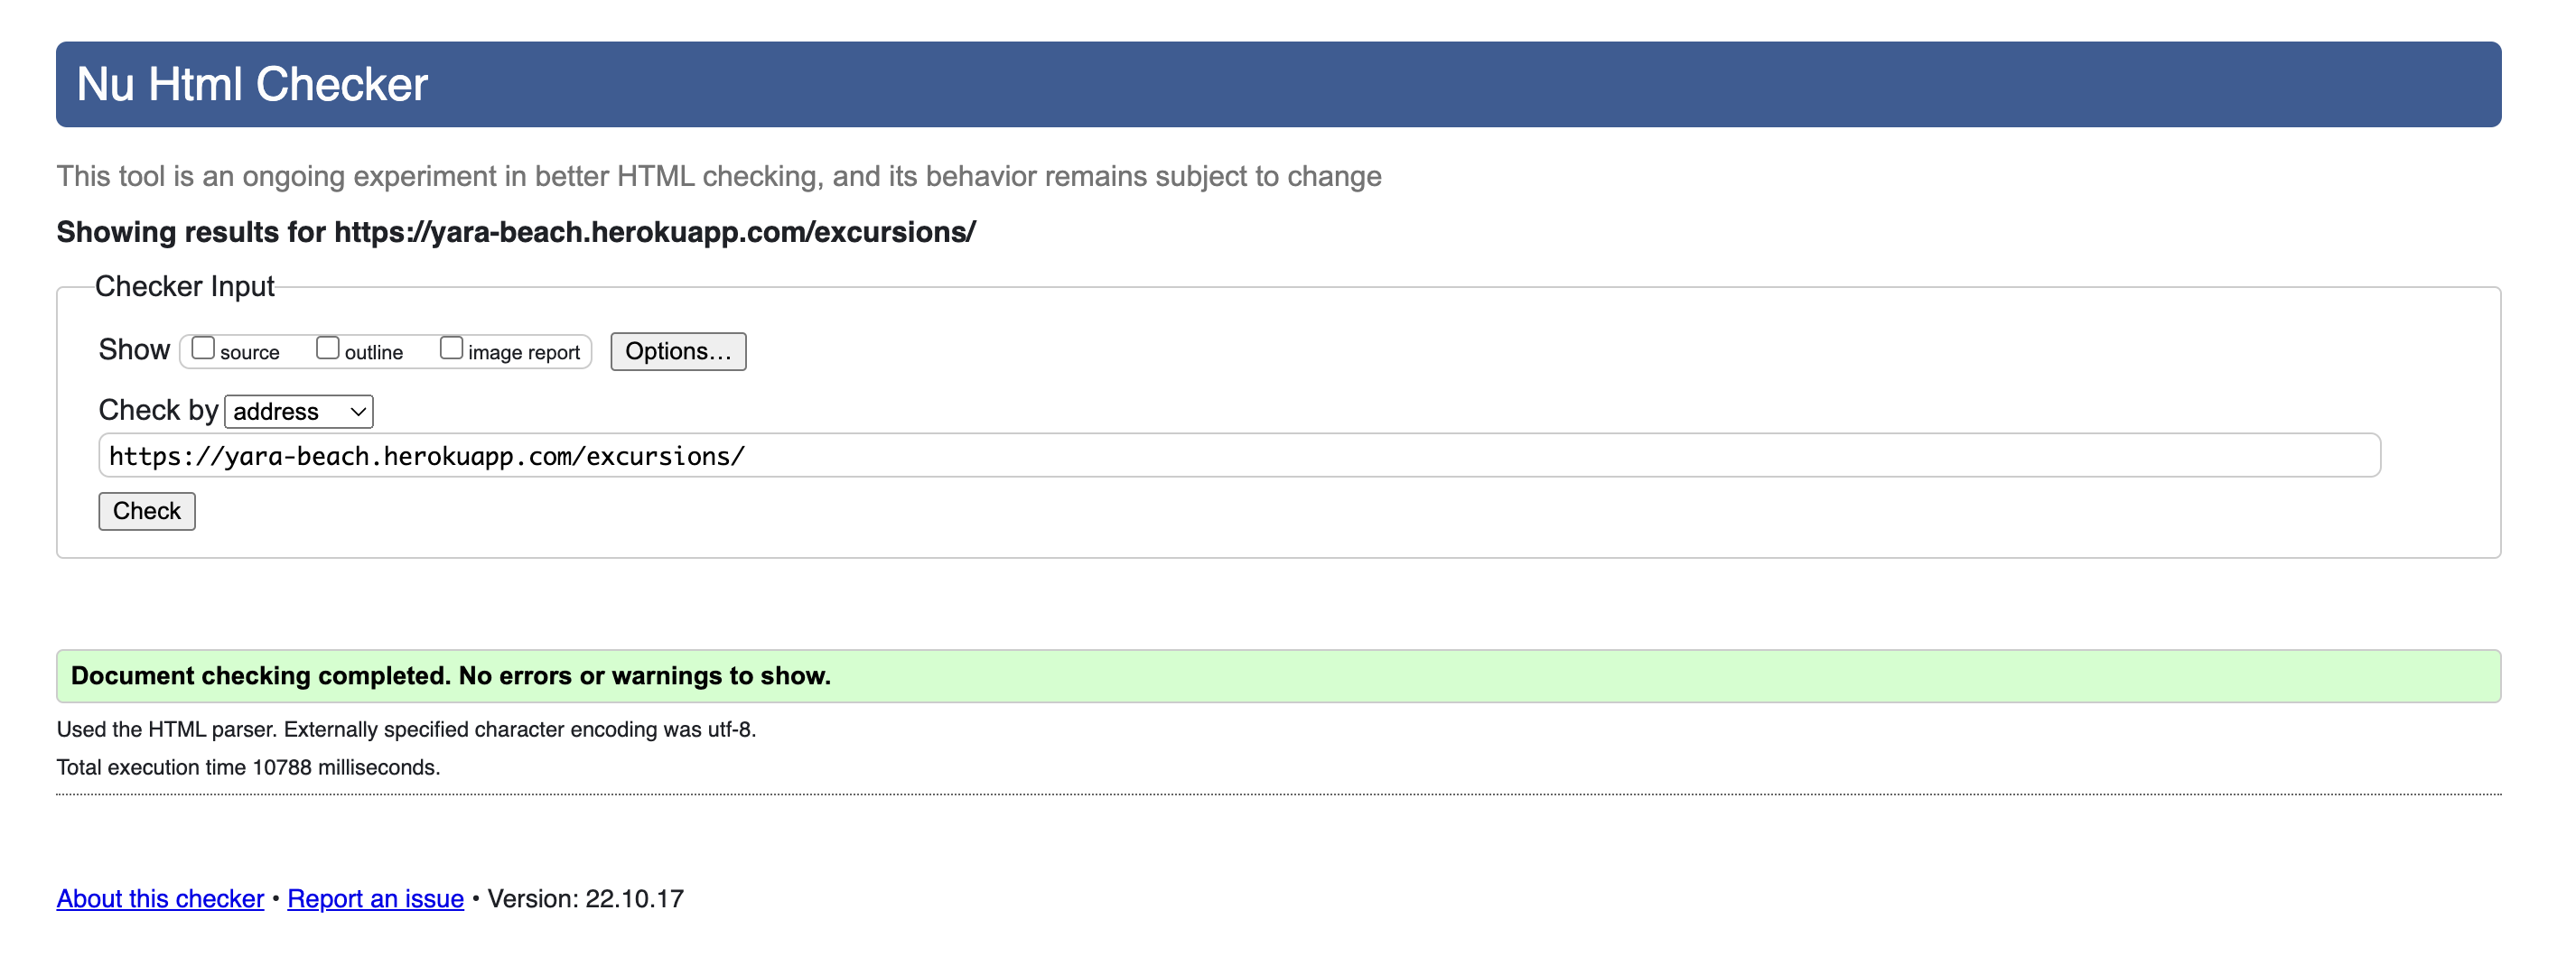 Nu Html Checker
This tool is an ongoing experiment in better HTML checking, and its behavior remains subject to change
Showing results for https://yara-beach.herokuapp.com/excursions/
Checker Input
Show source outline image report Options...
Check by address
https://yara-beach.herokuapp.com/excursions/
Check
Document checking completed. No errors or warnings to show.
Used the HTML parser. Externally specified character encoding was utf-8.
Total execution time 10788 milliseconds.
About this checker • Report an issue • Version: 22.10.17